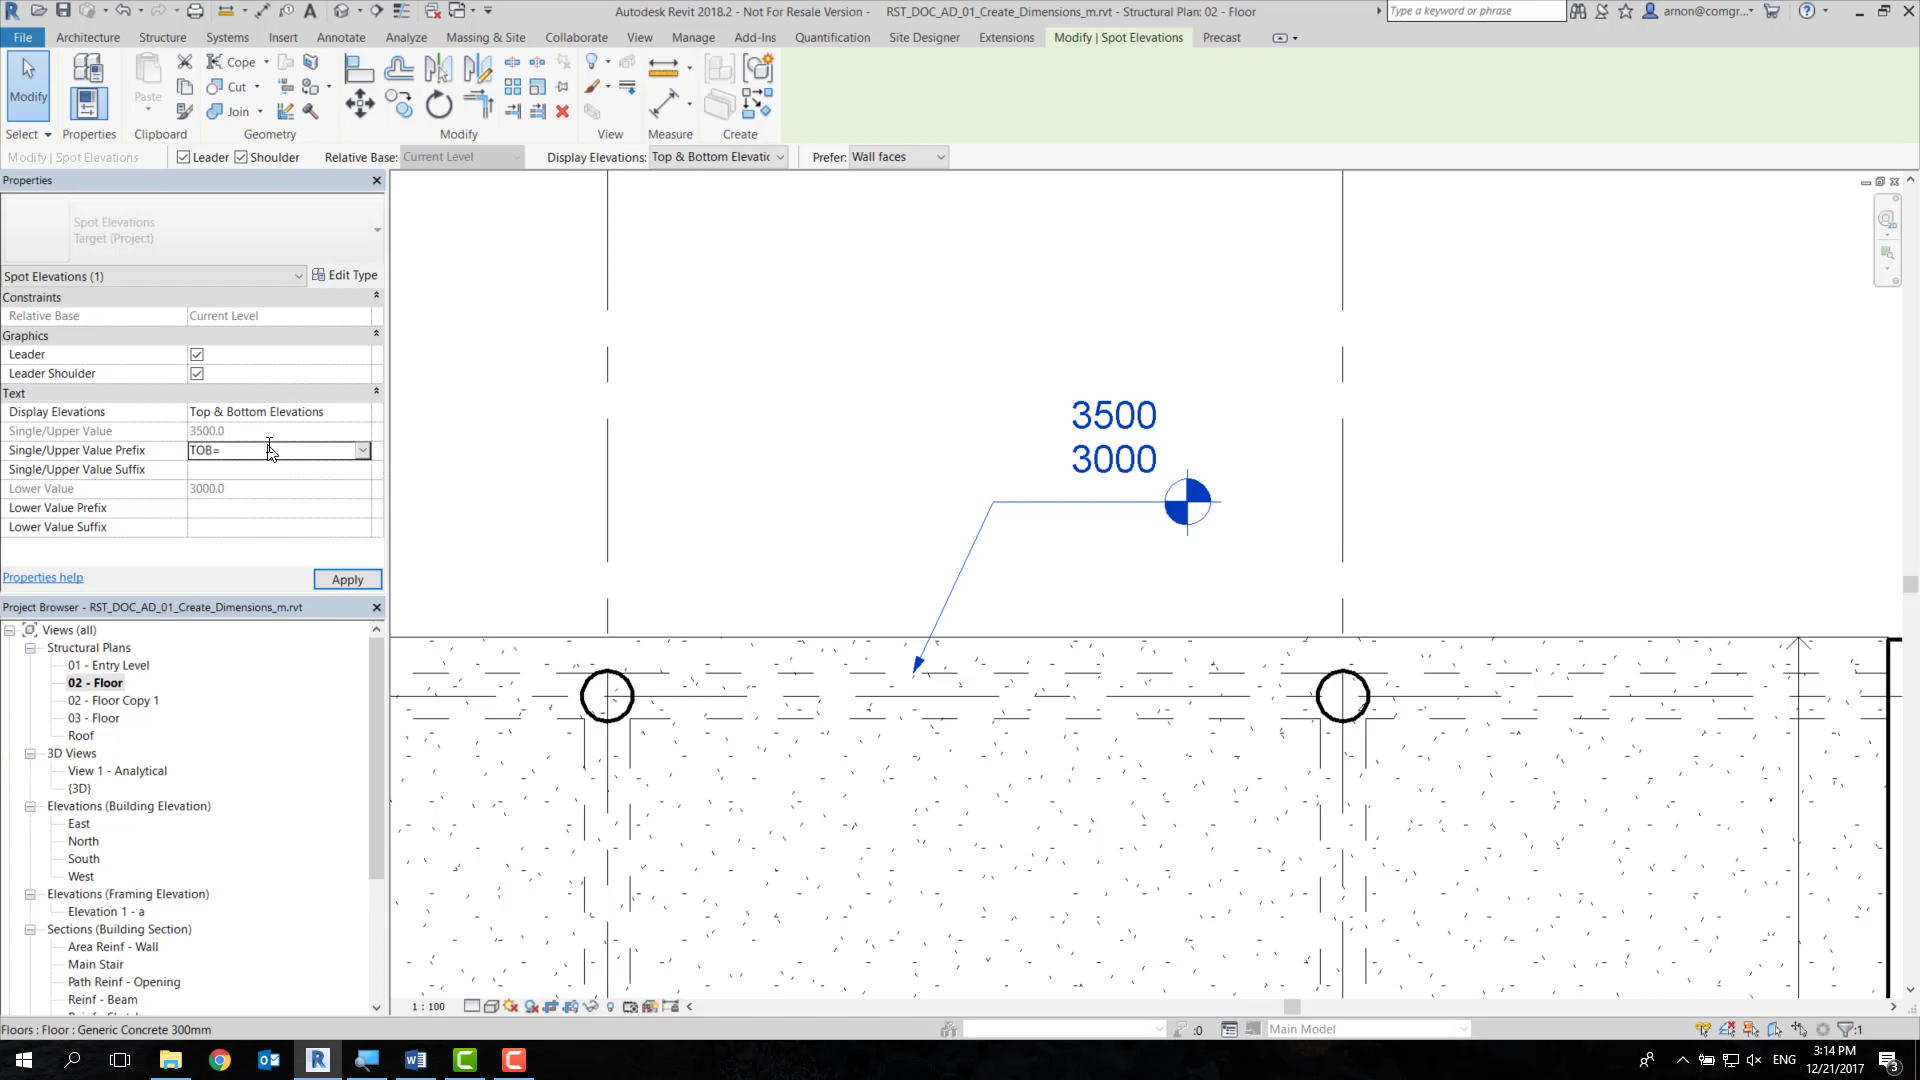 Autodesk Revit 2018.2 - Not For Resale Version - RST_DOC_AD_01_Create_Dimensions_m.rvt - Structural Plan: 02 - Floor
Type a keyword or phrase
arnon@comgr...
File Architecture Structure Systems Insert Annotate Analyze Massing & Site Collaborate View Manage Add-Ins Quantification Site Designer Extensions Modify | Spot Elevations Precast
Modify
Paste
Cope
Cut
Join
Select Properties Clipboard Geometry Modify View Measure Create
Modify | Spot Elevations Leader Shoulder Relative Base: Current Level Display Elevations: Top & Bottom Elevatic Prefer: Wall faces
Properties
Spot Elevations
Target (Project)
Spot Elevations (1) Edit Type
Constraints
Relative Base Current Level
Graphics
Leader
Leader Shoulder
Text
Display Elevations Top & Bottom Elevations
Single/Upper Value 3500.0
Single/Upper Value Prefix TOB=
Single/Upper Value Suffix
Lower Value 3000.0
Lower Value Prefix
Lower Value Suffix
Properties help Apply
3500
3000
Project Browser - RST_DOC_AD_01_Create_Dimensions_m.rvt
Views (all)
Structural Plans
01 - Entry Level
02 - Floor
02 - Floor Copy 1
03 - Floor
Roof
3D Views
View 1 - Analytical
{3D}
Elevations (Building Elevation)
East
North
South
West
Elevations (Framing Elevation)
Elevation 1 - a
Sections (Building Section)
Area Reinf - Wall
Main Stair
Path Reinf - Opening
Reinf - Beam
1 : 100
Floors : Floor : Generic Concrete 300mm
:0
Main Model
:1
ENG
3:14 PM
12/21/2017
3